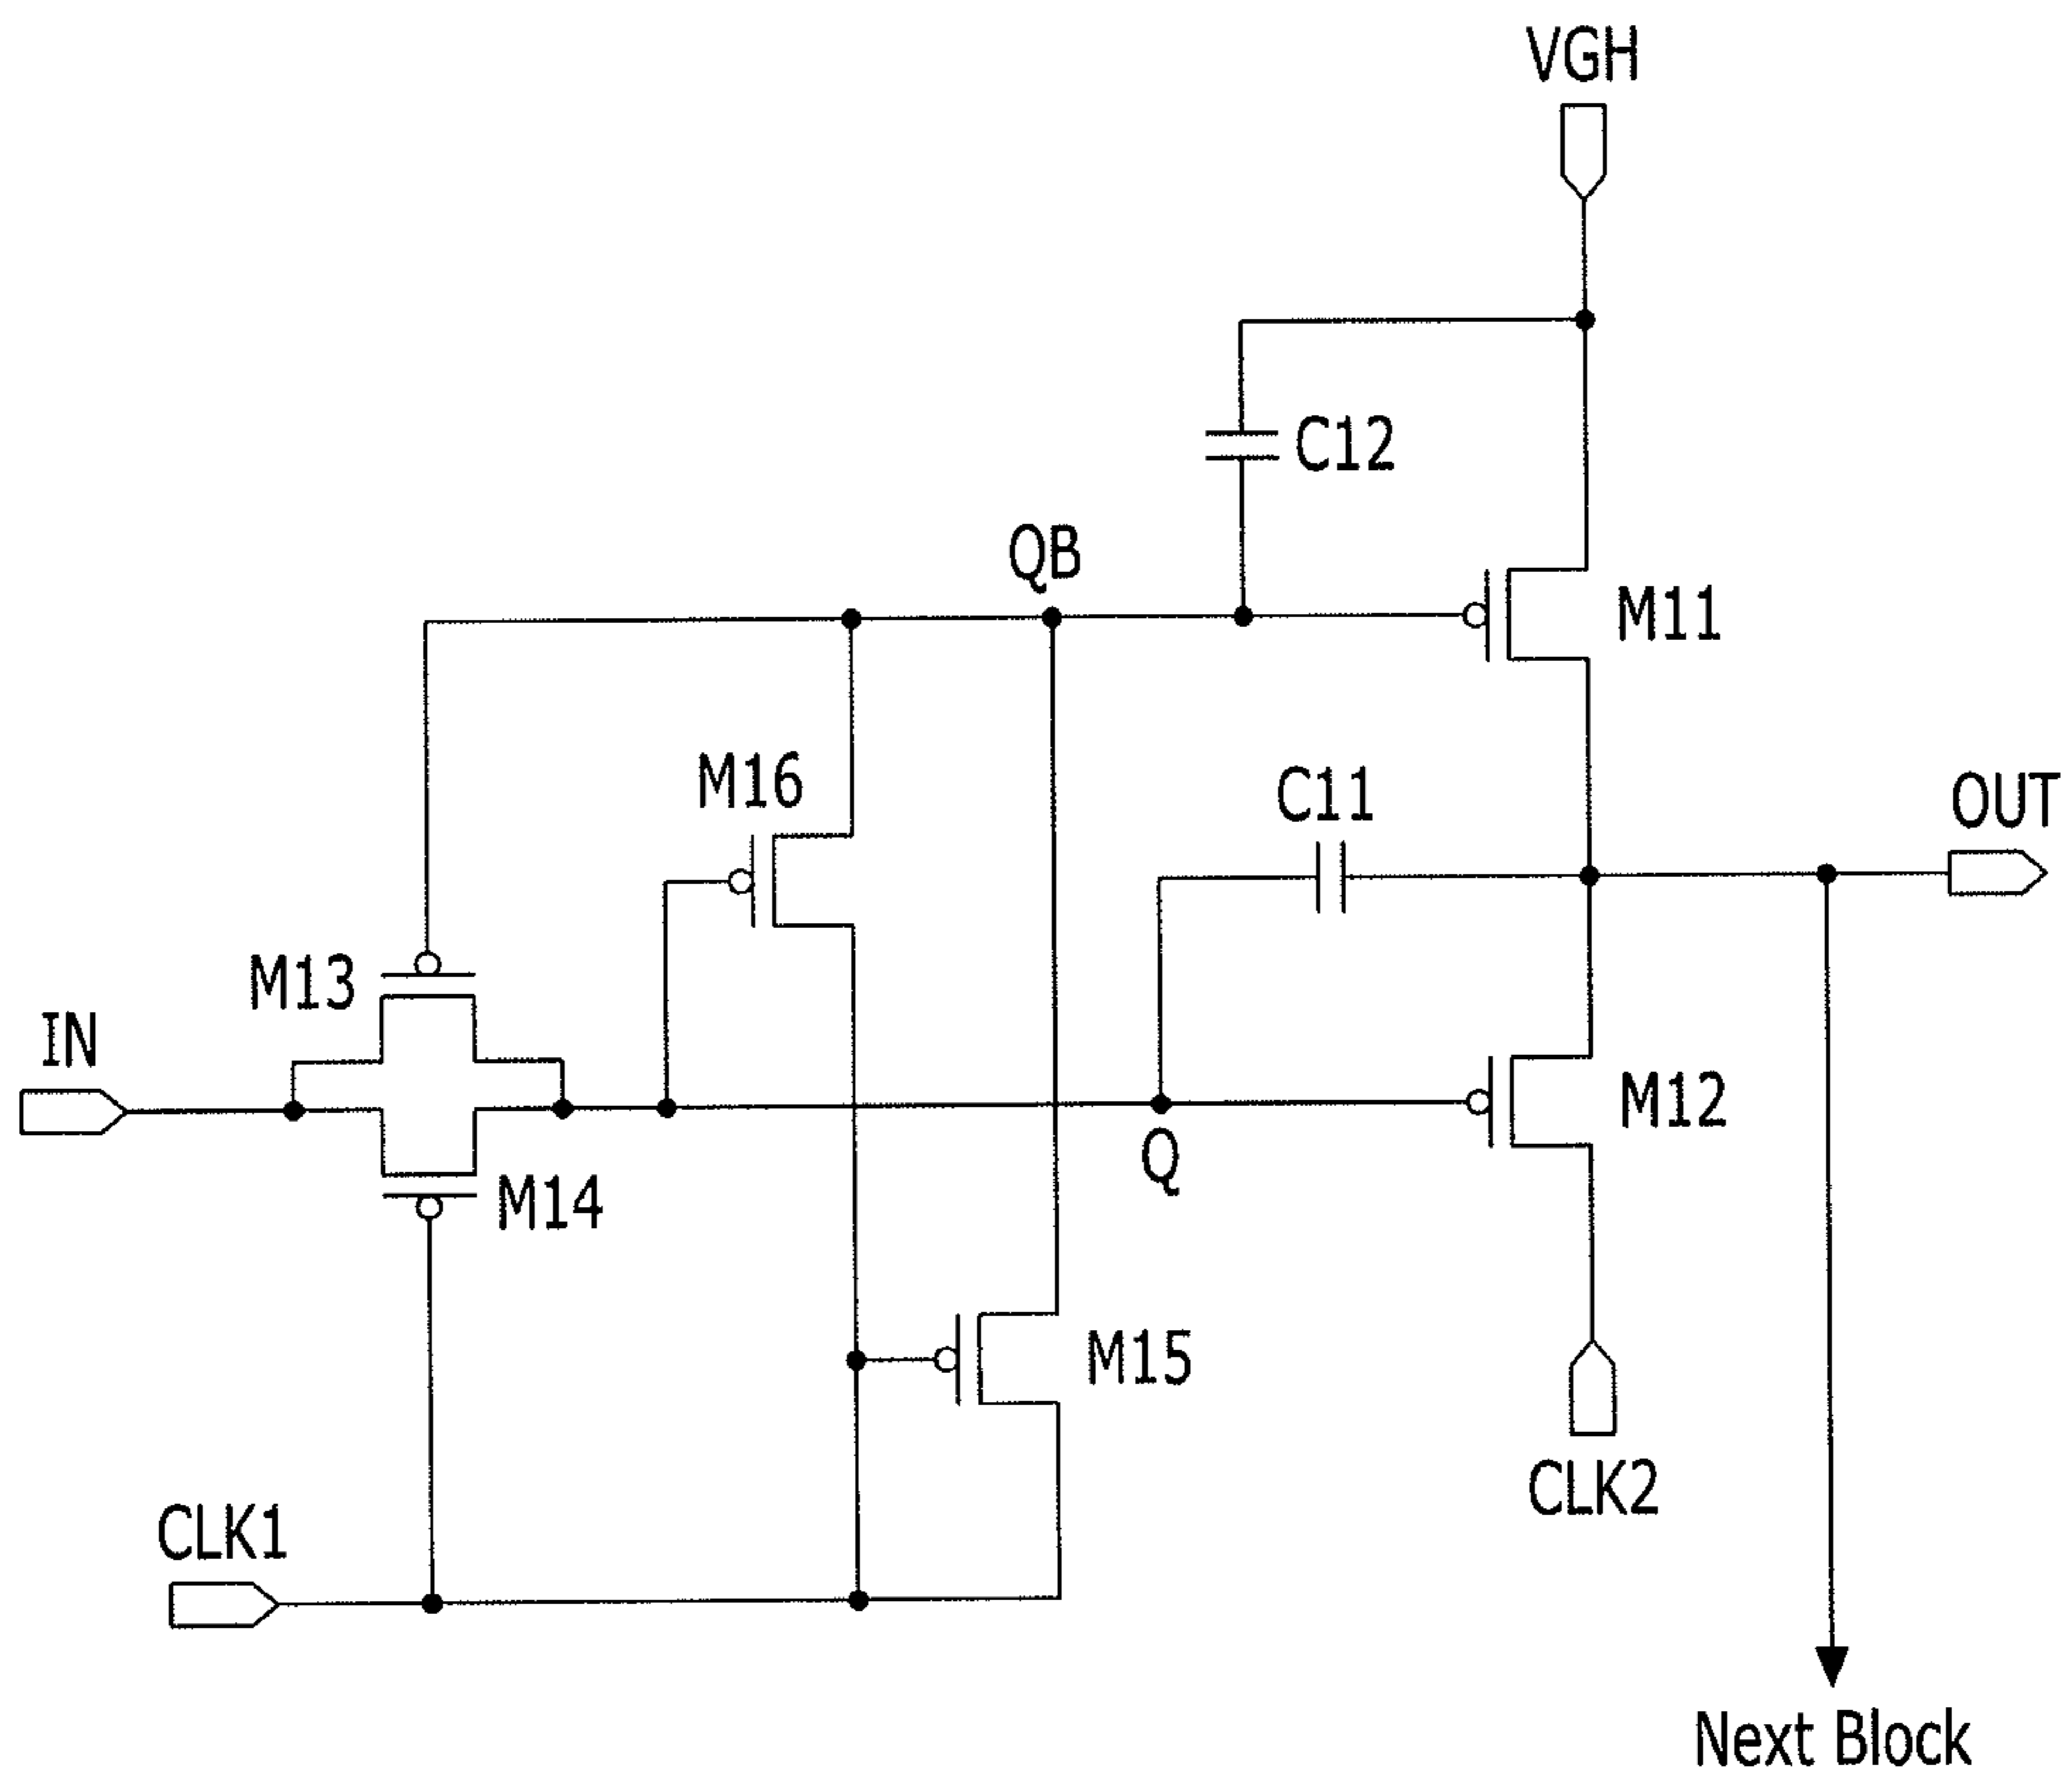 VGH
C12
QB
M11
M16
C11
OUT
M13
IN
M12
Q
M14
M15
CLK2
CLK1
Next Block